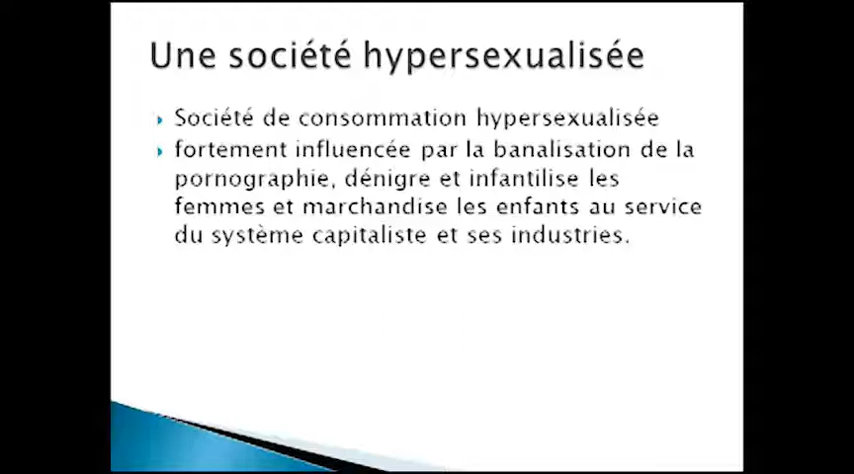 Une société hypersexualisée
Société de consommation hypersexualisée
fortement influencée par la banalisation de la
pornographie, dénigre et infantilise les
femmes et marchandise les enfants au service
du système capitaliste et ses industries.